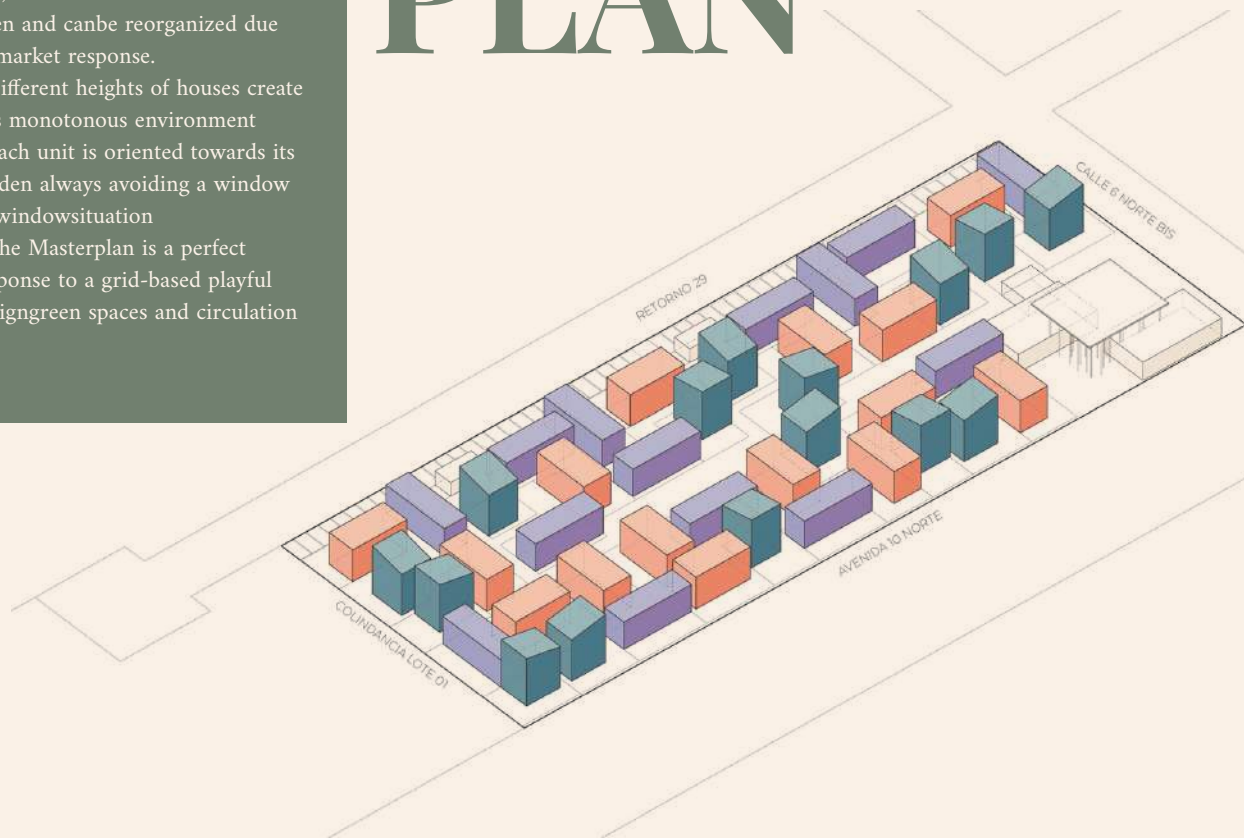 PLAN
en and canbe reorganized due
market response.
ifferent heights of houses create
s monotonous environment
ach unit is oriented towards its
den always avoiding a window
windowsituation
he Masterplan is a perfect
ponse to a grid-based playful
igngreen spaces and circulation
CALLE 6 NORTE BIS
RETORNO 29
AVENIDA 10 NORTE
COLINDANCIA LOTE 01